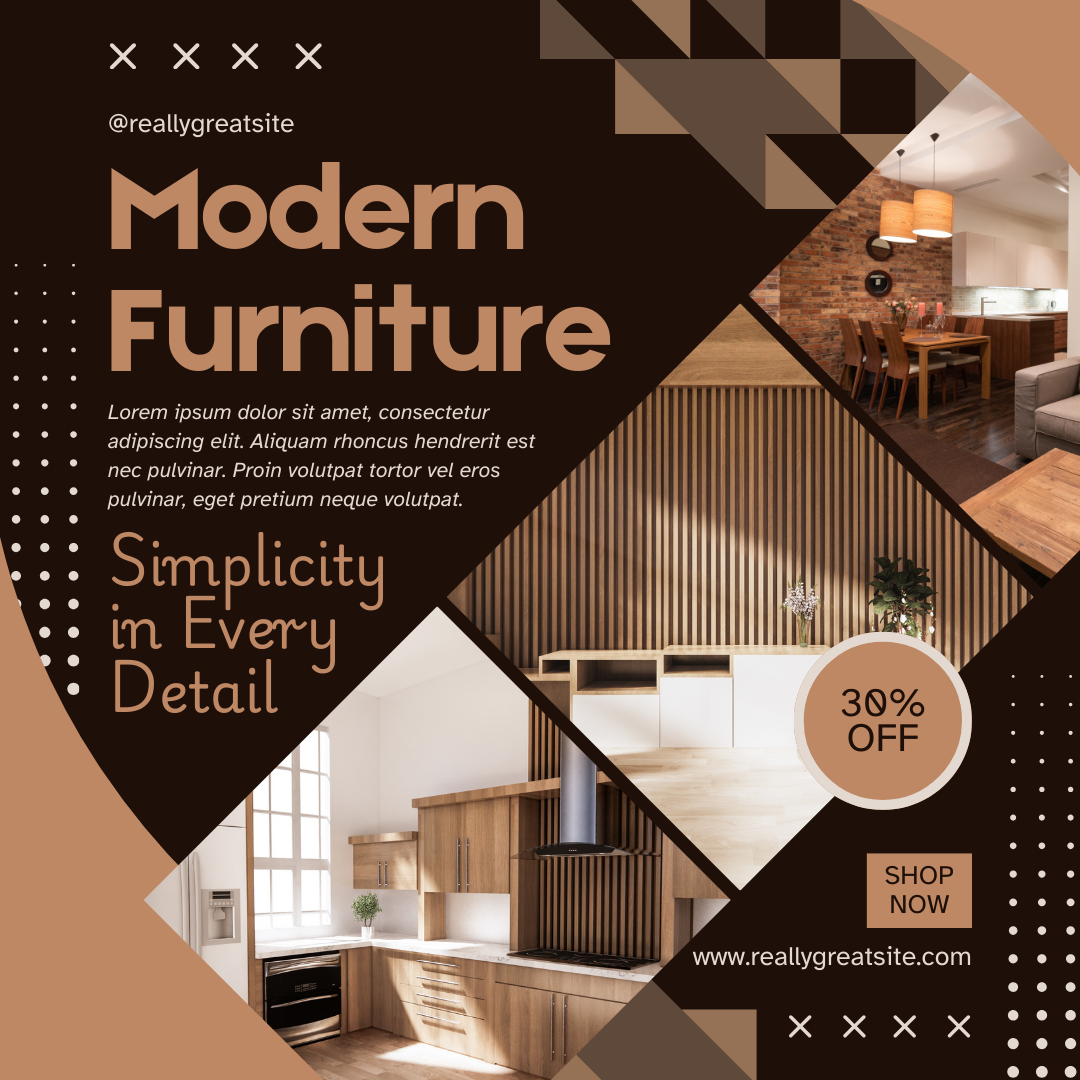 @reallygreatsite
Modern
Furniture
Lorem ipsum dolor sit amet, consectetur
adipiscing elit. Aliquam rhoncus hendrerit est
nec pulvinar. Proin volutpat tortor vel eros
pulvinar, eget pretium neque volutpat.
Simplicity
in Every
Detail
30%
OFF
SHOP
NOW
www.reallygreatsite.com